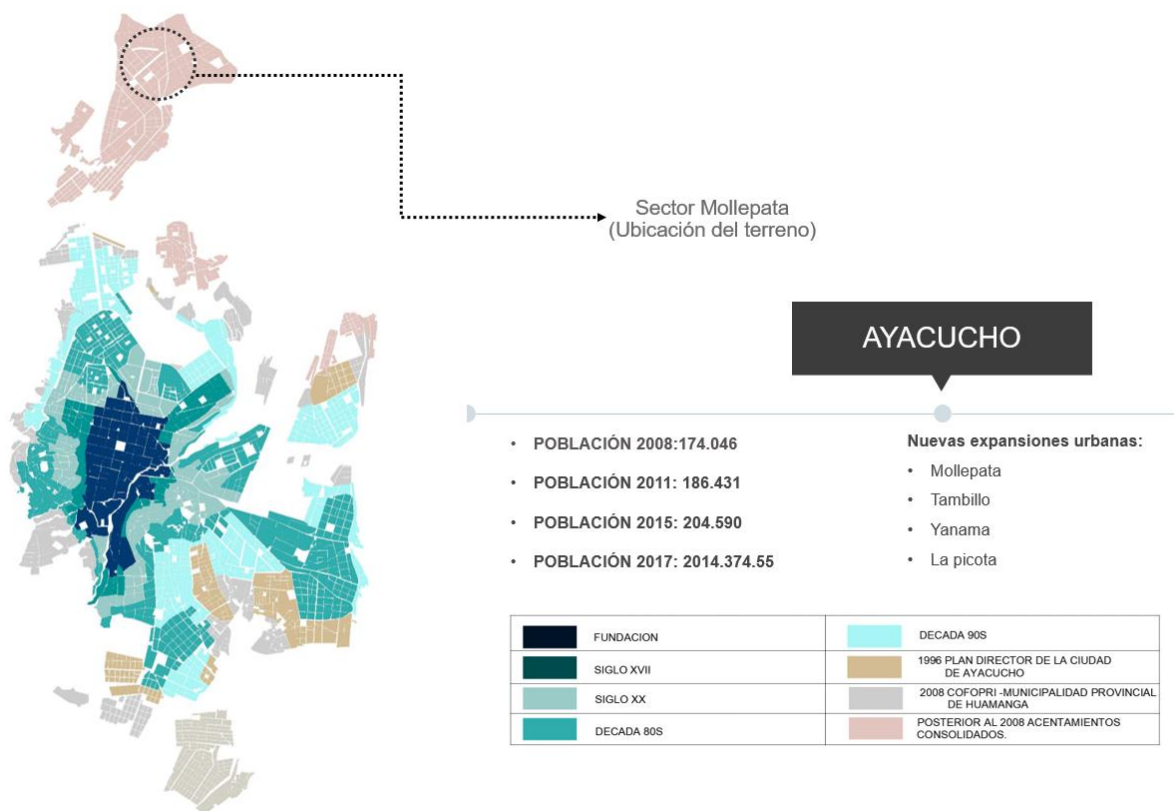 Sector Mollepata
(Ubicación del terreno)
AYACUCHO
• POBLACIÓN 2008:174.046
• POBLACIÓN 2011: 186.431
• POBLACIÓN 2015: 204.590
• POBLACIÓN 2017: 2014.374.55
Nuevas expansiones urbanas:
• Mollepata
• Tambillo
• Yanama
• La picota
FUNDACION
SIGLO XVII
SIGLO XX
DECADA 80S
DECADA 90S
1996 PLAN DIRECTOR DE LA CIUDAD
DE AYACUCHO
2008 COFOPRI -MUNICIPALIDAD PROVINCIAL
DE HUAMANGA
POSTERIOR AL 2008 ACENTAMIENTOS
CONSOLIDADOS.